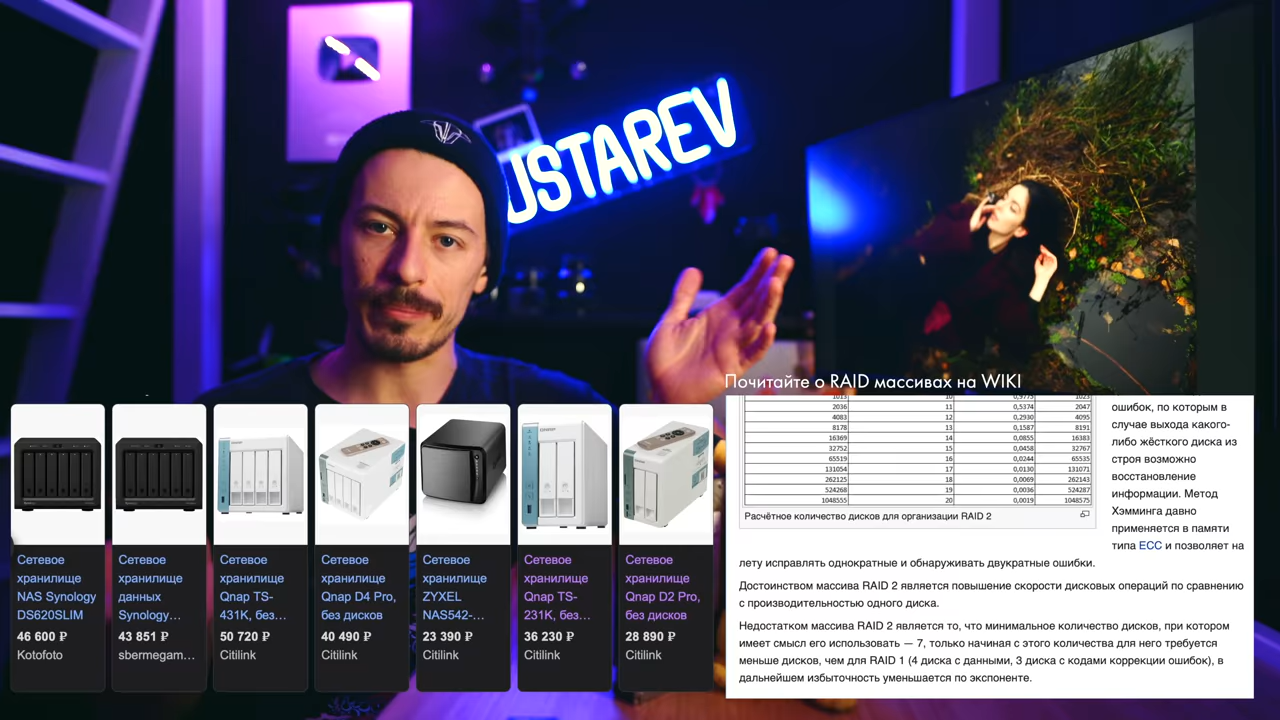 USTAREV
Почитайте о RAID массивах на WIKI
Сетевое
хранилище
NAS Synology
DS620SLIM
46 600 ₽
Kotofoto
Сетевое
хранилище
данных
Synology...
43 851 ₽
sbermegam...
Сетевое
хранилище
Qnap TS-
431K, без...
50 720 ₽
Citilink
Сетевое
хранилище
Qnap D4 Pro,
без дисков
40 490 ₽
Citilink
Сетевое
хранилище
ZYXEL
NAS542-...
23 390 ₽
Citilink
Сетевое
хранилище
Qnap TS-
231K, без...
36 230 ₽
Citilink
Сетевое
хранилище
Qnap D2 Pro,
без дисков
28 890 ₽
Citilink
1013 10 0,9775 1023
2036 11 0,5374 2047
4083 12 0,2930 4095
8178 13 0,1587 8191
16369 14 0,0855 16383
32752 15 0,0458 32767
65519 16 0,0244 65535
131054 17 0,0130 131071
262125 18 0,0069 262143
524268 19 0,0036 524287
1048555 20 0,0019 1048575
Расчётное количество дисков для организации RAID 2
ошибок, по которым в
случае выхода какого-
либо жёсткого диска из
строя возможно
восстановление
информации. Метод
Хэмминга давно
применяется в памяти
типа ECC и позволяет на
лету исправлять однократные и обнаруживать двукратные ошибки.
Достоинством массива RAID 2 является повышение скорости дисковых операций по сравнению
с производительностью одного диска.
Недостатком массива RAID 2 является то, что минимальное количество дисков, при котором
имеет смысл его использовать — 7, только начиная с этого количества для него требуется
меньше дисков, чем для RAID 1 (4 диска с данными, 3 диска с кодами коррекции ошибок), в
дальнейшем избыточность уменьшается по экспоненте.